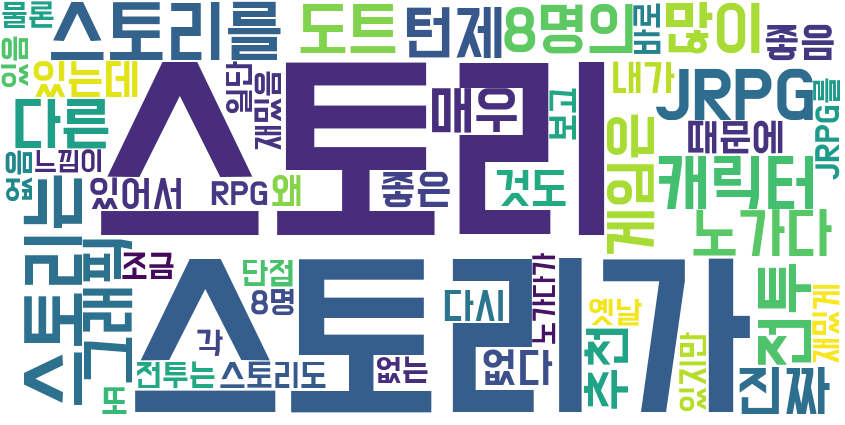 물론
스토리를
도트
턴제
8명의
바로
많이
좋음
있음
있는데
일단
재밌음
매우
보고
내가
JRPG
JRPG를
다른
스토리
게임은
때문에
없음
느낌이
있어서
RPG
왜
좋은
것도
캐릭터
노가다
스토리는
그래픽
조금
단점
8명
스토리가
다시
노가다가
옛날
전투
재밌게
각
추천
있지만
또
전투는
스토리도
없는
없다
진짜